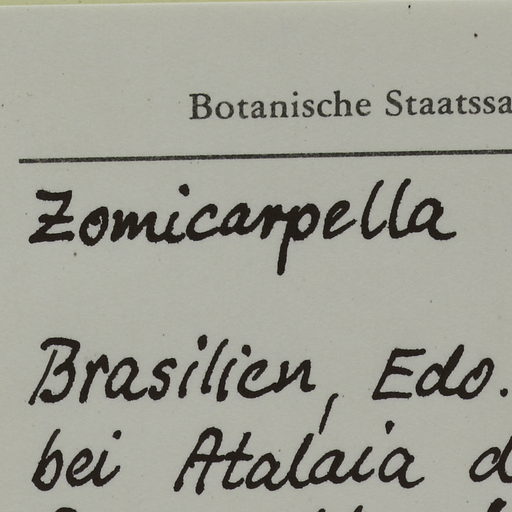 Botanische Staatssa
Zomicarpella
Brasilien, Edo.
bei Atalaia d